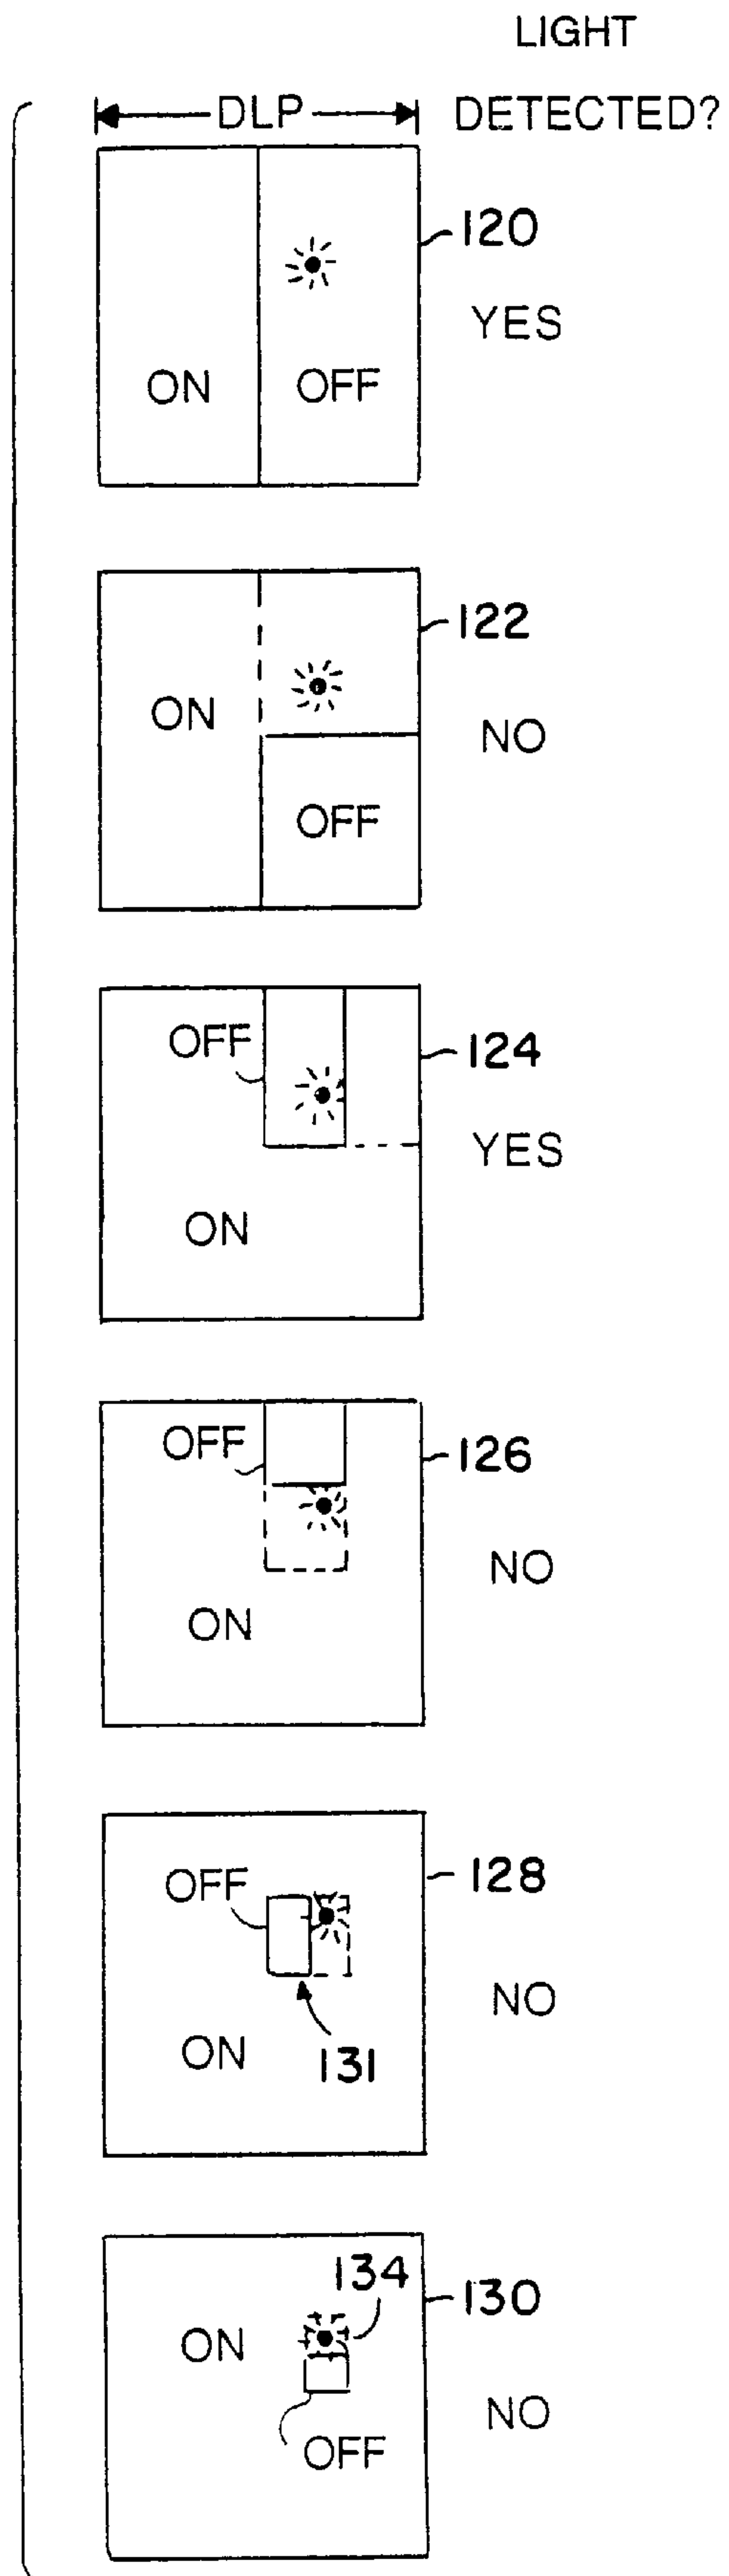 LIGHT
DLP DETECTED?
120
YES
ON OFF
122
ON
NO
OFF
OFF
124
YES
ON
OFF
126
NO
ON
OFF
128
NO
ON
131
134
130
ON
NO
OFF